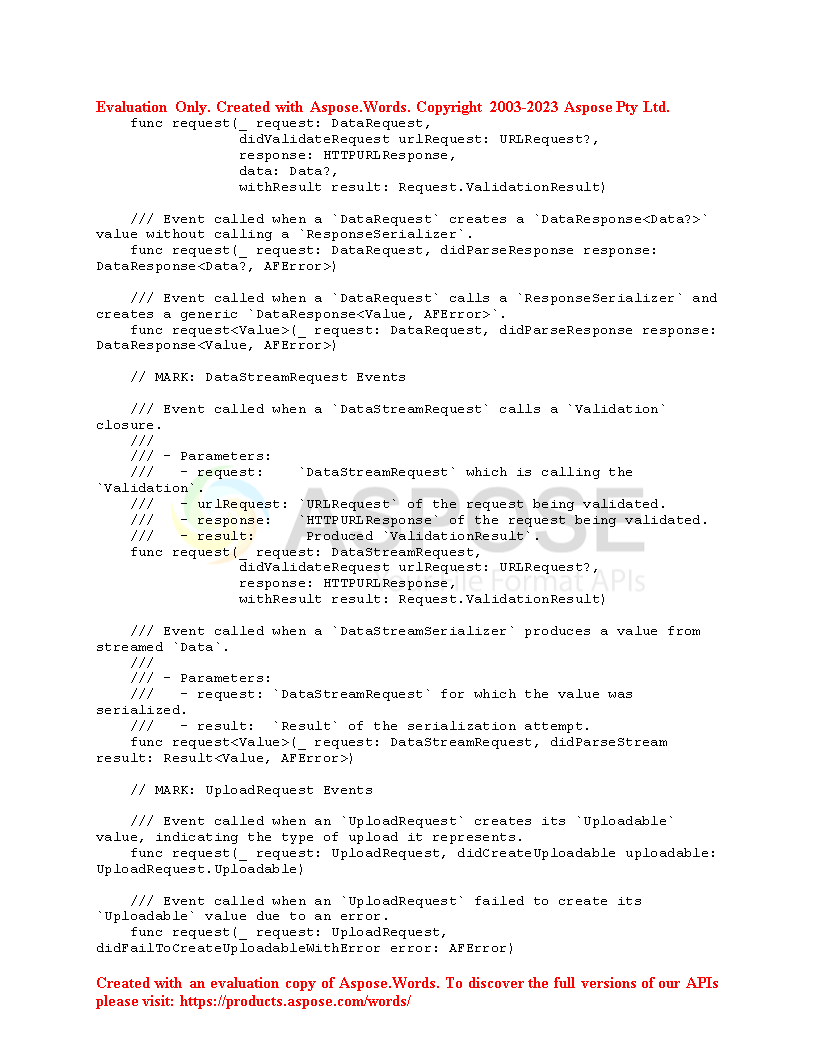 Evaluation Only. Created with Aspose.Words. Copyright 2003-2023 Aspose Pty Ltd.
    func request(_ request: DataRequest,
                 didValidateRequest urlRequest: URLRequest?,
                 response: HTTPURLResponse,
                 data: Data?,
                 withResult result: Request.ValidationResult)

    /// Event called when a `DataRequest` creates a `DataResponse<Data?>`
value without calling a `ResponseSerializer`.
    func request(_ request: DataRequest, didParseResponse response:
DataResponse<Data?, AFError>)

    /// Event called when a `DataRequest` calls a `ResponseSerializer` and
creates a generic `DataResponse<Value, AFError>`.
    func request<Value>(_ request: DataRequest, didParseResponse response:
DataResponse<Value, AFError>)

    // MARK: DataStreamRequest Events

    /// Event called when a `DataStreamRequest` calls a `Validation`
closure.
    ///
    /// - Parameters:
    ///   - request:    `DataStreamRequest` which is calling the
`Validation`.
    ///   - urlRequest: `URLRequest` of the request being validated.
    ///   - response:   `HTTPURLResponse` of the request being validated.
    ///   - result:      Produced `ValidationResult`.
    func request(_ request: DataStreamRequest,
                 didValidateRequest urlRequest: URLRequest?,
                 response: HTTPURLResponse,
                 withResult result: Request.ValidationResult)
ASPOSE
File Format APIs

    /// Event called when a `DataStreamSerializer` produces a value from
streamed `Data`.
    ///
    /// - Parameters:
    ///   - request: `DataStreamRequest` for which the value was
serialized.
    ///   - result:  `Result` of the serialization attempt.
    func request<Value>(_ request: DataStreamRequest, didParseStream
result: Result<Value, AFError>)

    // MARK: UploadRequest Events

    /// Event called when an `UploadRequest` creates its `Uploadable`
value, indicating the type of upload it represents.
    func request(_ request: UploadRequest, didCreateUploadable uploadable:
UploadRequest.Uploadable)

    /// Event called when an `UploadRequest` failed to create its
`Uploadable` value due to an error.
    func request(_ request: UploadRequest,
didFailToCreateUploadableWithError error: AFError)

Created with an evaluation copy of Aspose.Words. To discover the full versions of our APIs
please visit: https://products.aspose.com/words/